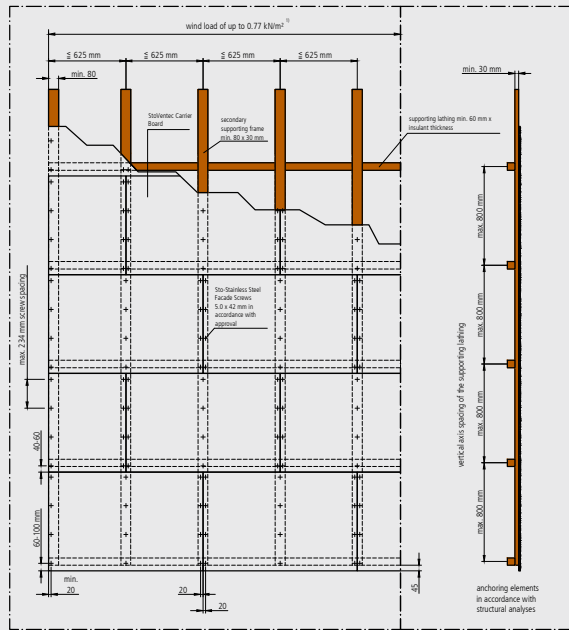 wind load of up to 0.77 kN/m² ¹⁾
≤ 625 mm
≤ 625 mm
≤ 625 mm
≤ 625 mm
min. 80
min. 30 mm
StoVentec Carrier
Board
secondary
supporting frame
min. 80 x 30 mm
supporting lathing min. 60 mm x
insulant thickness
max. 800 mm
max. 800 mm
max. 800 mm
max. 800 mm
vertical axis spacing of the supporting lathing
Sto-Stainless Steel
Facade Screws
5.0 x 42 mm in
accordance with
approval
max. 234 mm screw spacing
40-60
60-100 mm
min.
20
20
20
45
anchoring elements
in accordance with
structural analyses